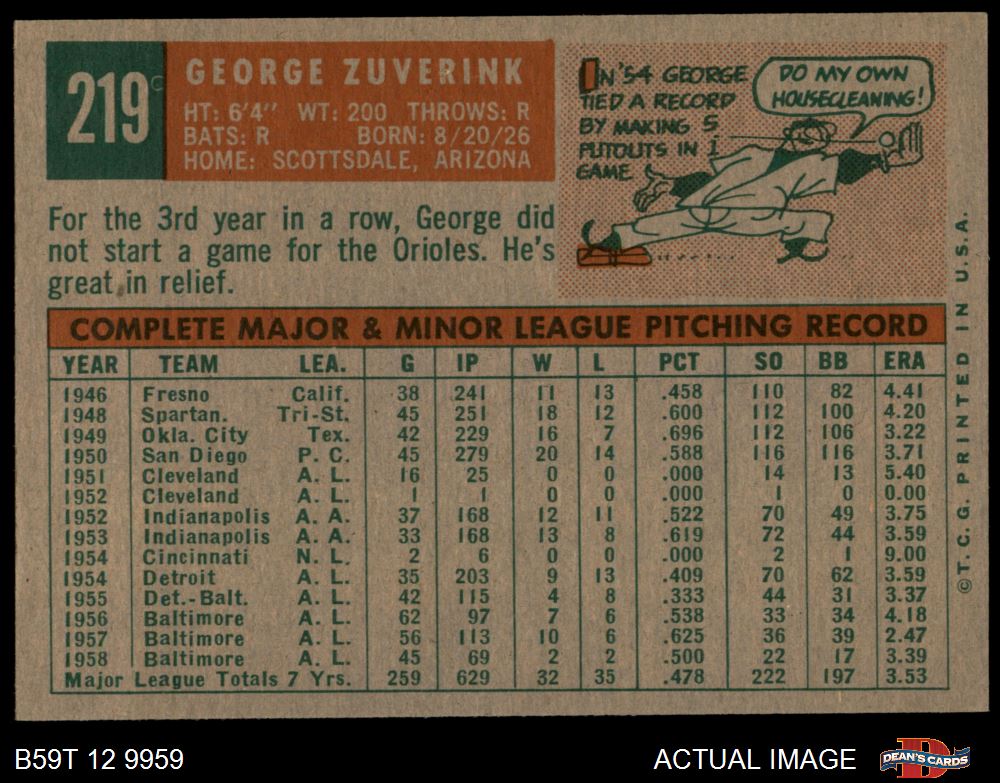 219
GEORGE ZUVERINK
HT: 6'4" WT: 200 THROWS: R
BATS: R BORN: 8/20/26
HOME: SCOTTSDALE, ARIZONA
IN '54 GEORGE
TIED A RECORD
BY MAKING 5
PUTOUTS IN 1
GAME
DO MY OWN
HOUSECLEANING!
For the 3rd year in a row, George did
not start a game for the Orioles. He's
great in relief.
COMPLETE MAJOR & MINOR LEAGUE PITCHING RECORD
YEAR TEAM LEA. G IP W L PCT SO BB ERA
1946 Fresno Calif. 38 241 11 13 .458 110 82 4.41
1948 Spartan. Tri-St. 45 251 18 12 .600 112 100 4.20
1949 Okla. City Tex. 42 229 16 7 .696 112 106 3.22
1950 San Diego P. C. 45 279 20 14 .588 116 116 3.71
1951 Cleveland A. L. 16 25 0 0 .000 14 13 5.40
1952 Cleveland A. L. 1 1 0 0 .000 1 0 0.00
1952 Indianapolis A. A. 37 168 12 11 .522 70 49 3.75
1953 Indianapolis A. A. 33 168 13 8 .619 72 44 3.59
1954 Cincinnati N. L. 2 6 0 0 .000 2 1 9.00
1954 Detroit A. L. 35 203 9 13 .409 70 62 3.59
1955 Det.-Balt. A. L. 42 115 4 8 .333 44 31 3.37
1956 Baltimore A. L. 62 97 7 6 .538 33 34 4.18
1957 Baltimore A. L. 56 113 10 6 .625 36 39 2.47
1958 Baltimore A. L. 45 69 2 2 .500 22 17 3.39
Major League Totals 7 Yrs. 259 629 32 35 .478 222 197 3.53
©T.C.G. PRINTED IN U.S.A.
B59T 12 9959
ACTUAL IMAGE
DEAN'S CARDS